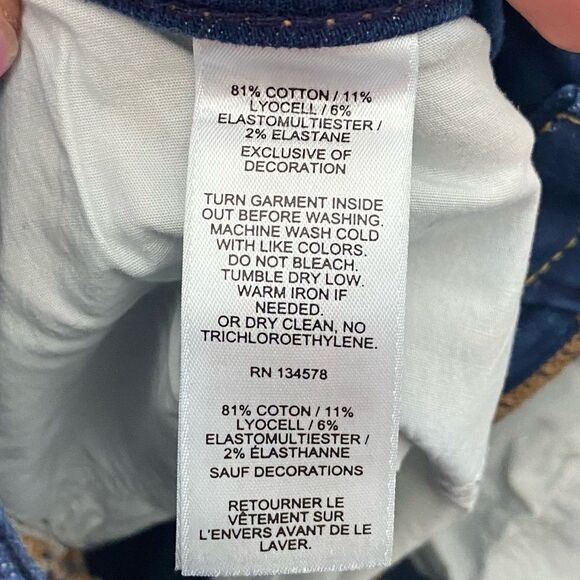 81% COTTON / 11%
LYOCELL / 6%
ELASTOMULTIESTER /
2% ELASTANE
EXCLUSIVE OF
DECORATION
TURN GARMENT INSIDE
OUT BEFORE WASHING.
MACHINE WASH COLD
WITH LIKE COLORS.
DO NOT BLEACH.
TUMBLE DRY LOW.
WARM IRON IF
NEEDED.
OR DRY CLEAN, NO
TRICHLOROETHYLENE.
RN 134578
81% COTON / 11%
LYOCELL / 6%
ELASTOMULTIESTER /
2% ÉLASTHANNE
SAUF DECORATIONS
RETOURNER LE
VÊTEMENT SUR
L'ENVERS AVANT DE LE
LAVER.